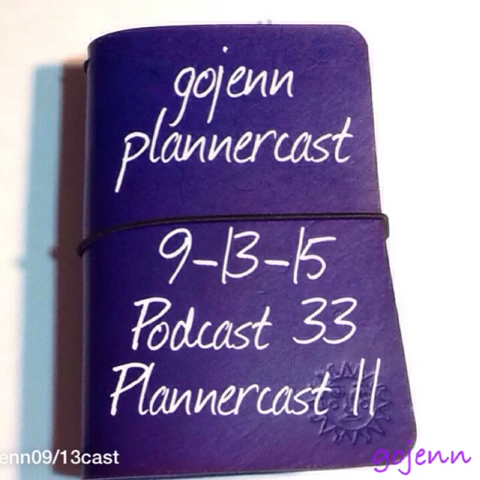 gojenn
plannercast
9-13-15
Podcast 33
Plannercast 11
enn09/13cast
gojenn